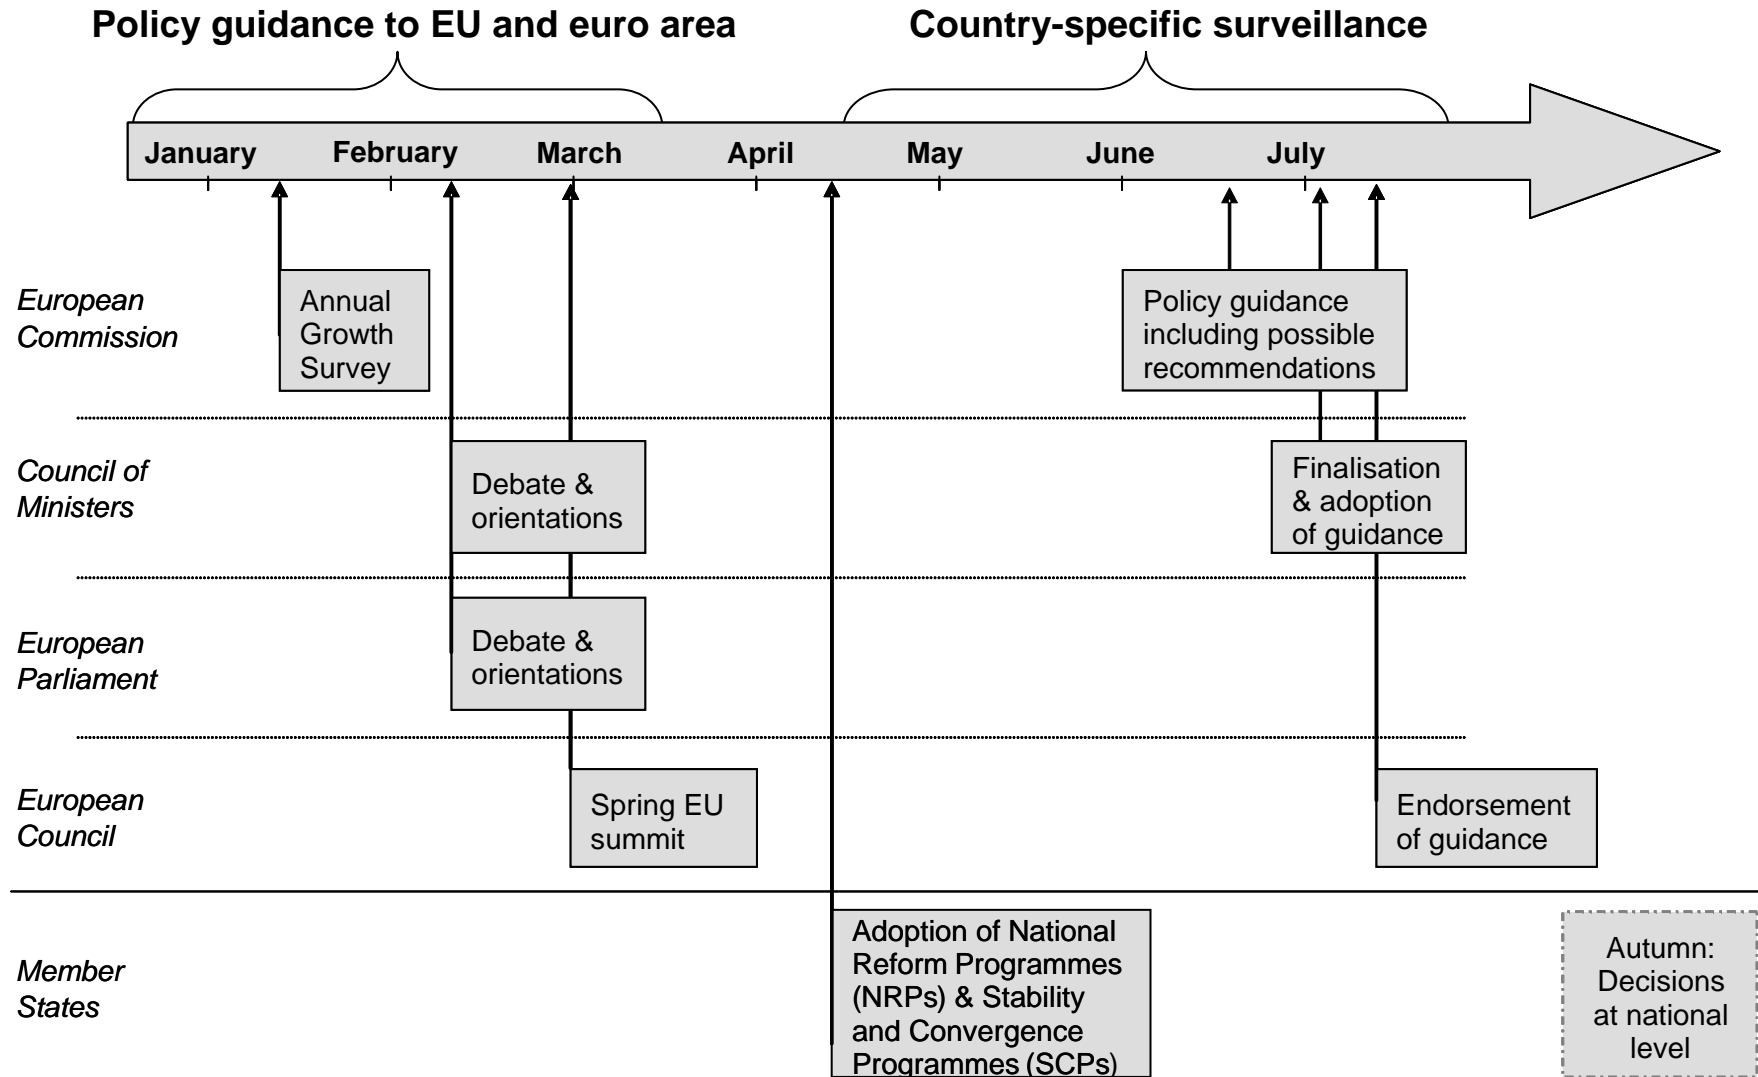 Policy guidance to EU and euro area
Country-specific surveillance
January
February
March
April
May
June
July
European
Commission
Annual
Growth
Survey
Policy guidance
including possible
recommendations
Council of
Ministers
Debate &
orientations
Finalisation
& adoption
of guidance
European
Parliament
Debate &
orientations
European
Council
Spring EU
summit
Endorsement
of guidance
Member
States
Adoption of National
Reform Programmes
(NRPs) & Stability
and Convergence
Programmes (SCPs)
Autumn:
Decisions
at national
level